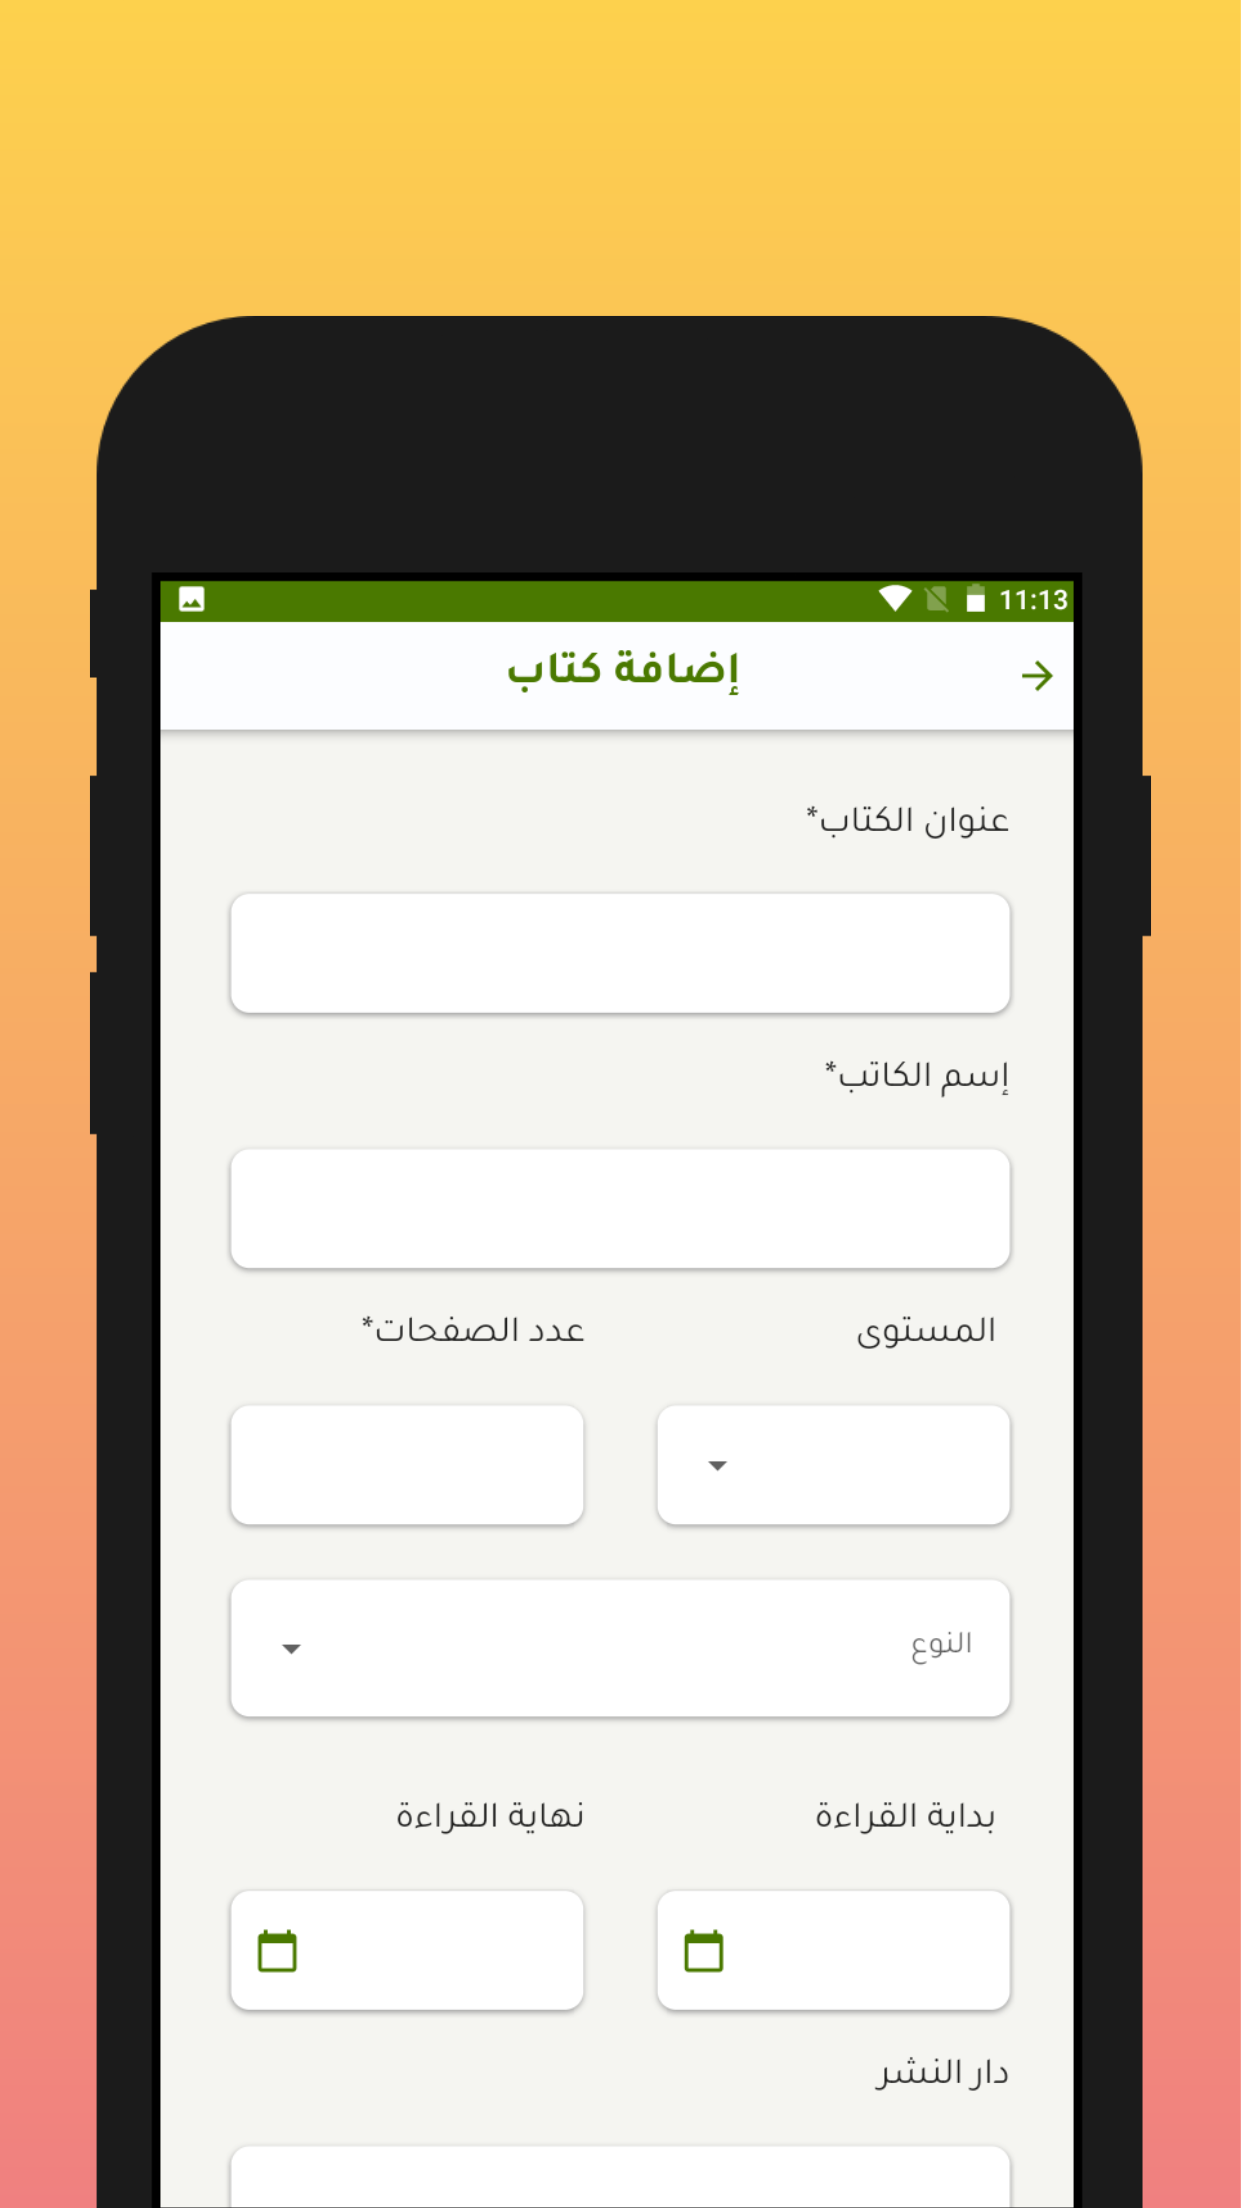 11:13
إضافة كتاب
عنوان الكتاب*
إسم الكاتب*
المستوى
عدد الصفحات*
النوع
بداية القراءة
نهاية القراءة
دار النشر